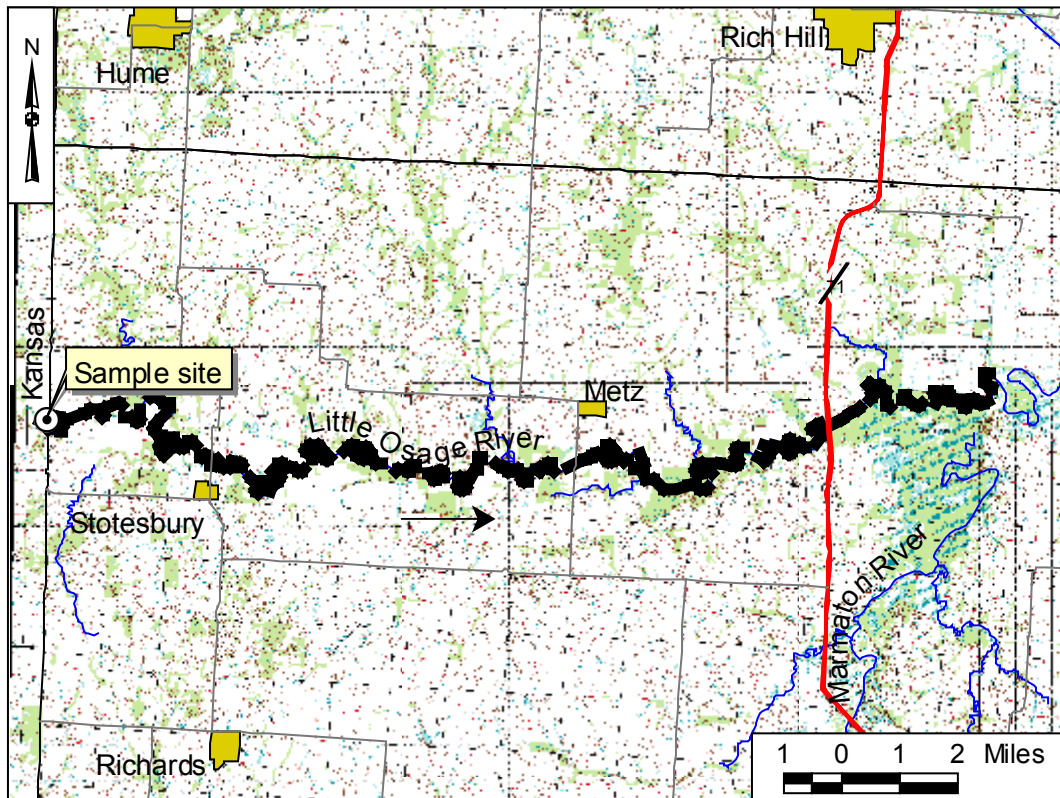 N
Hume
Rich Hill
Kansas
Sample site
Metz
Little Osage River
Stotesbury
Marmaton River
Richards
1 0 1 2 Miles